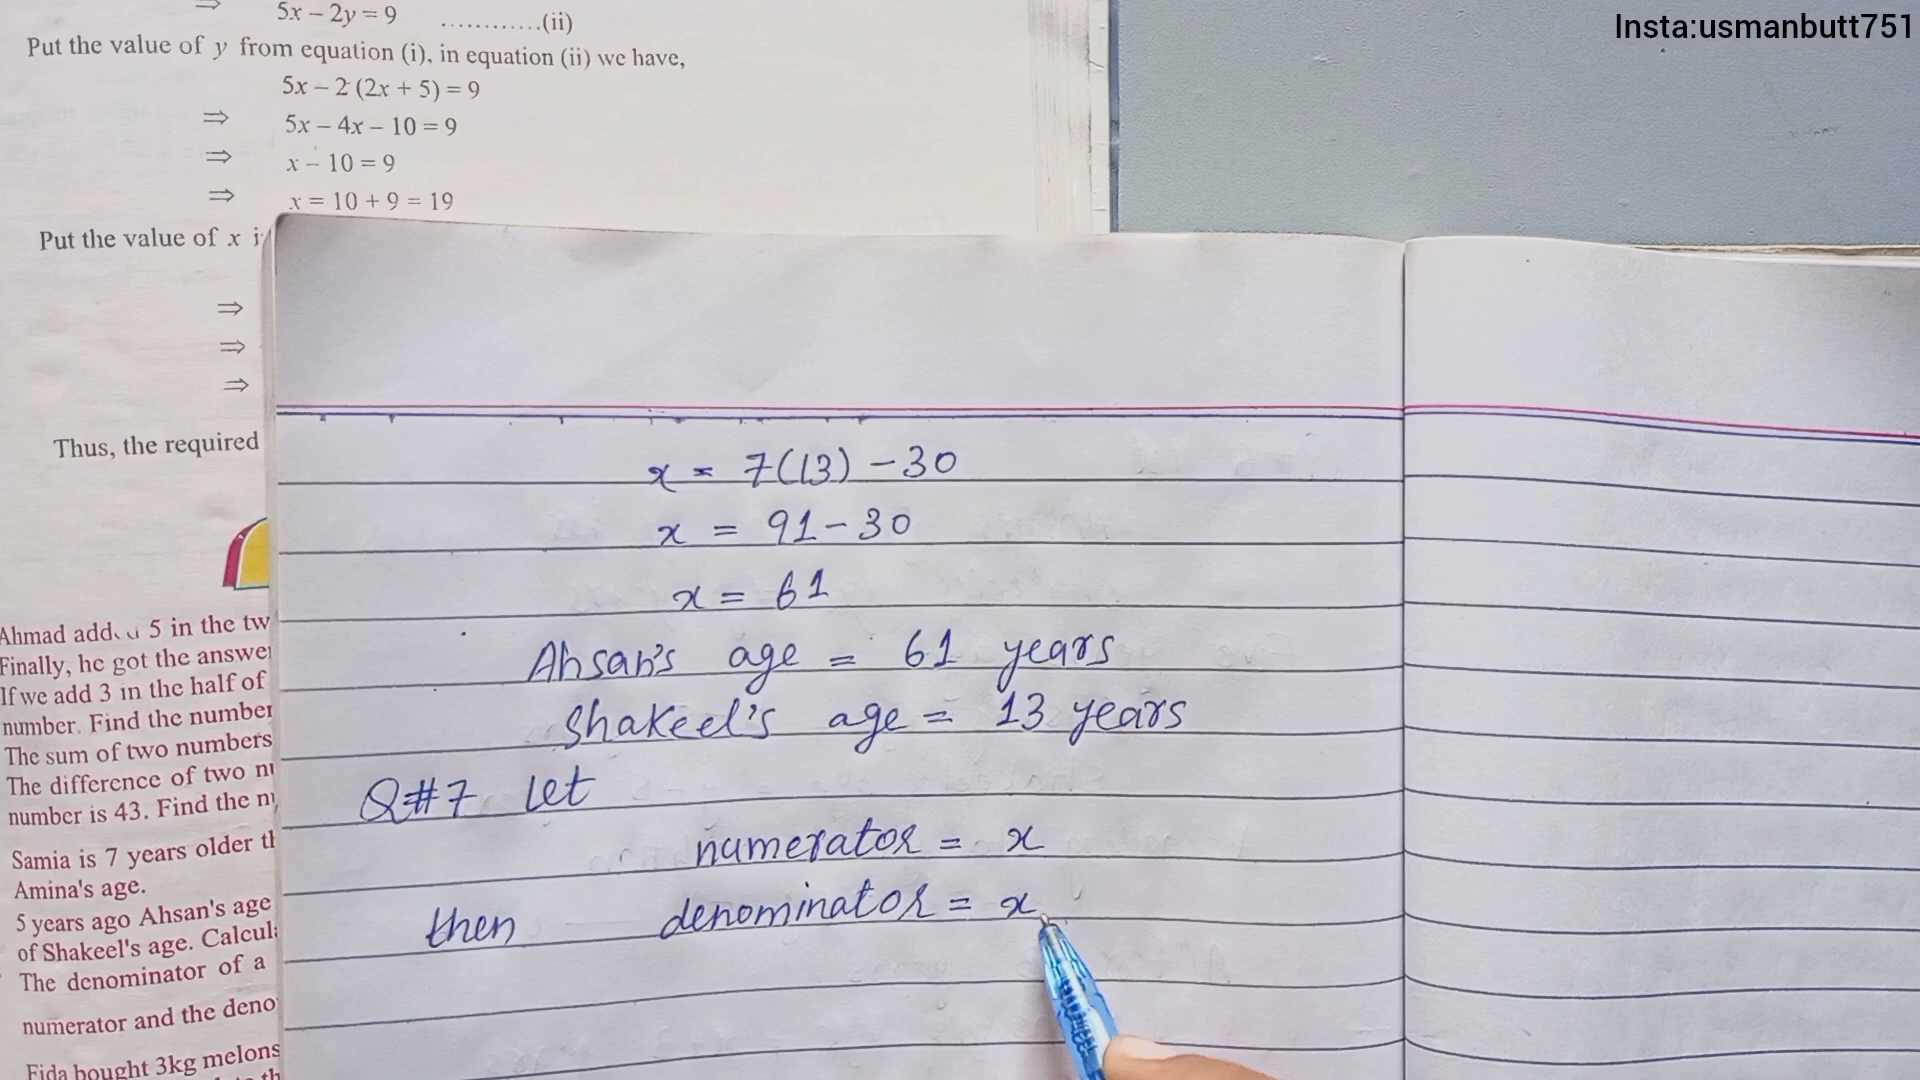 Insta:usmanbutt751
⇒ 5x – 2y = 9 ............(ii)
Put the value of y from equation (i), in equation (ii) we have,
5x – 2 (2x + 5) = 9
⇒ 5x – 4x – 10 = 9
⇒ x – 10 = 9
⇒ x = 10 + 9 = 19
Put the value of x
⇒
⇒
⇒
Thus, the required
x = 7(13) - 30
x = 91 - 30
x = 61
Ahsan's age = 61 years
Shakeel's age = 13 years
Q#7 Let
numerator = x
then denominator = x
Ahmad 5 in the
Finally, he got the
If we add 3 in the half of
number. Find the
The sum of two numbers
The difference of two
number is 43. Find the
Samia is 7 years older
Amina's age.
5 years ago Ahsan's age
of Shakeel's age.
The denominator of a
numerator and the
Fida bought 3kg melons